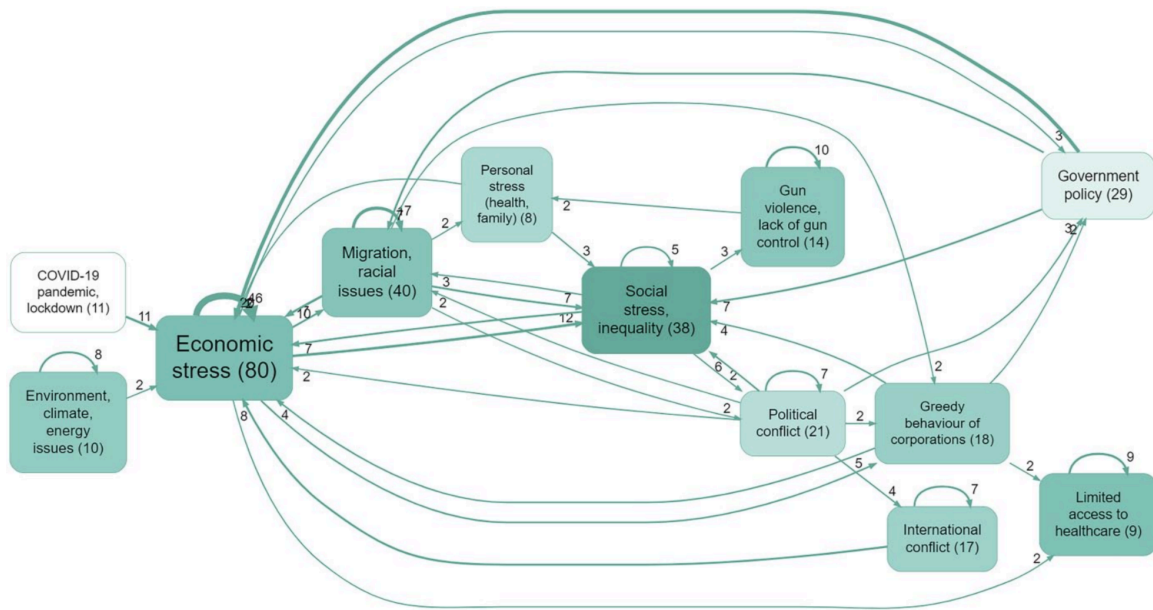 3
10
Government
policy (29)
Personal
stress
(health,
family) (8)
Gun
violence,
lack of gun
control (14)
2
2
7
Migration,
racial
issues (40)
3
5
3
3
2
COVID-19
pandemic,
lockdown (11)
Social
stress,
inequality (38)
3
7
7
2
11
46
10
12
4
Economic
stress (80)
7
8
6
2
7
2
2
2
Environment,
climate,
energy
issues (10)
2
Political
conflict (21)
2
Greedy
behaviour of
corporations (18)
8
4
5
2
9
4
7
Limited
access to
healthcare (9)
International
conflict (17)
2